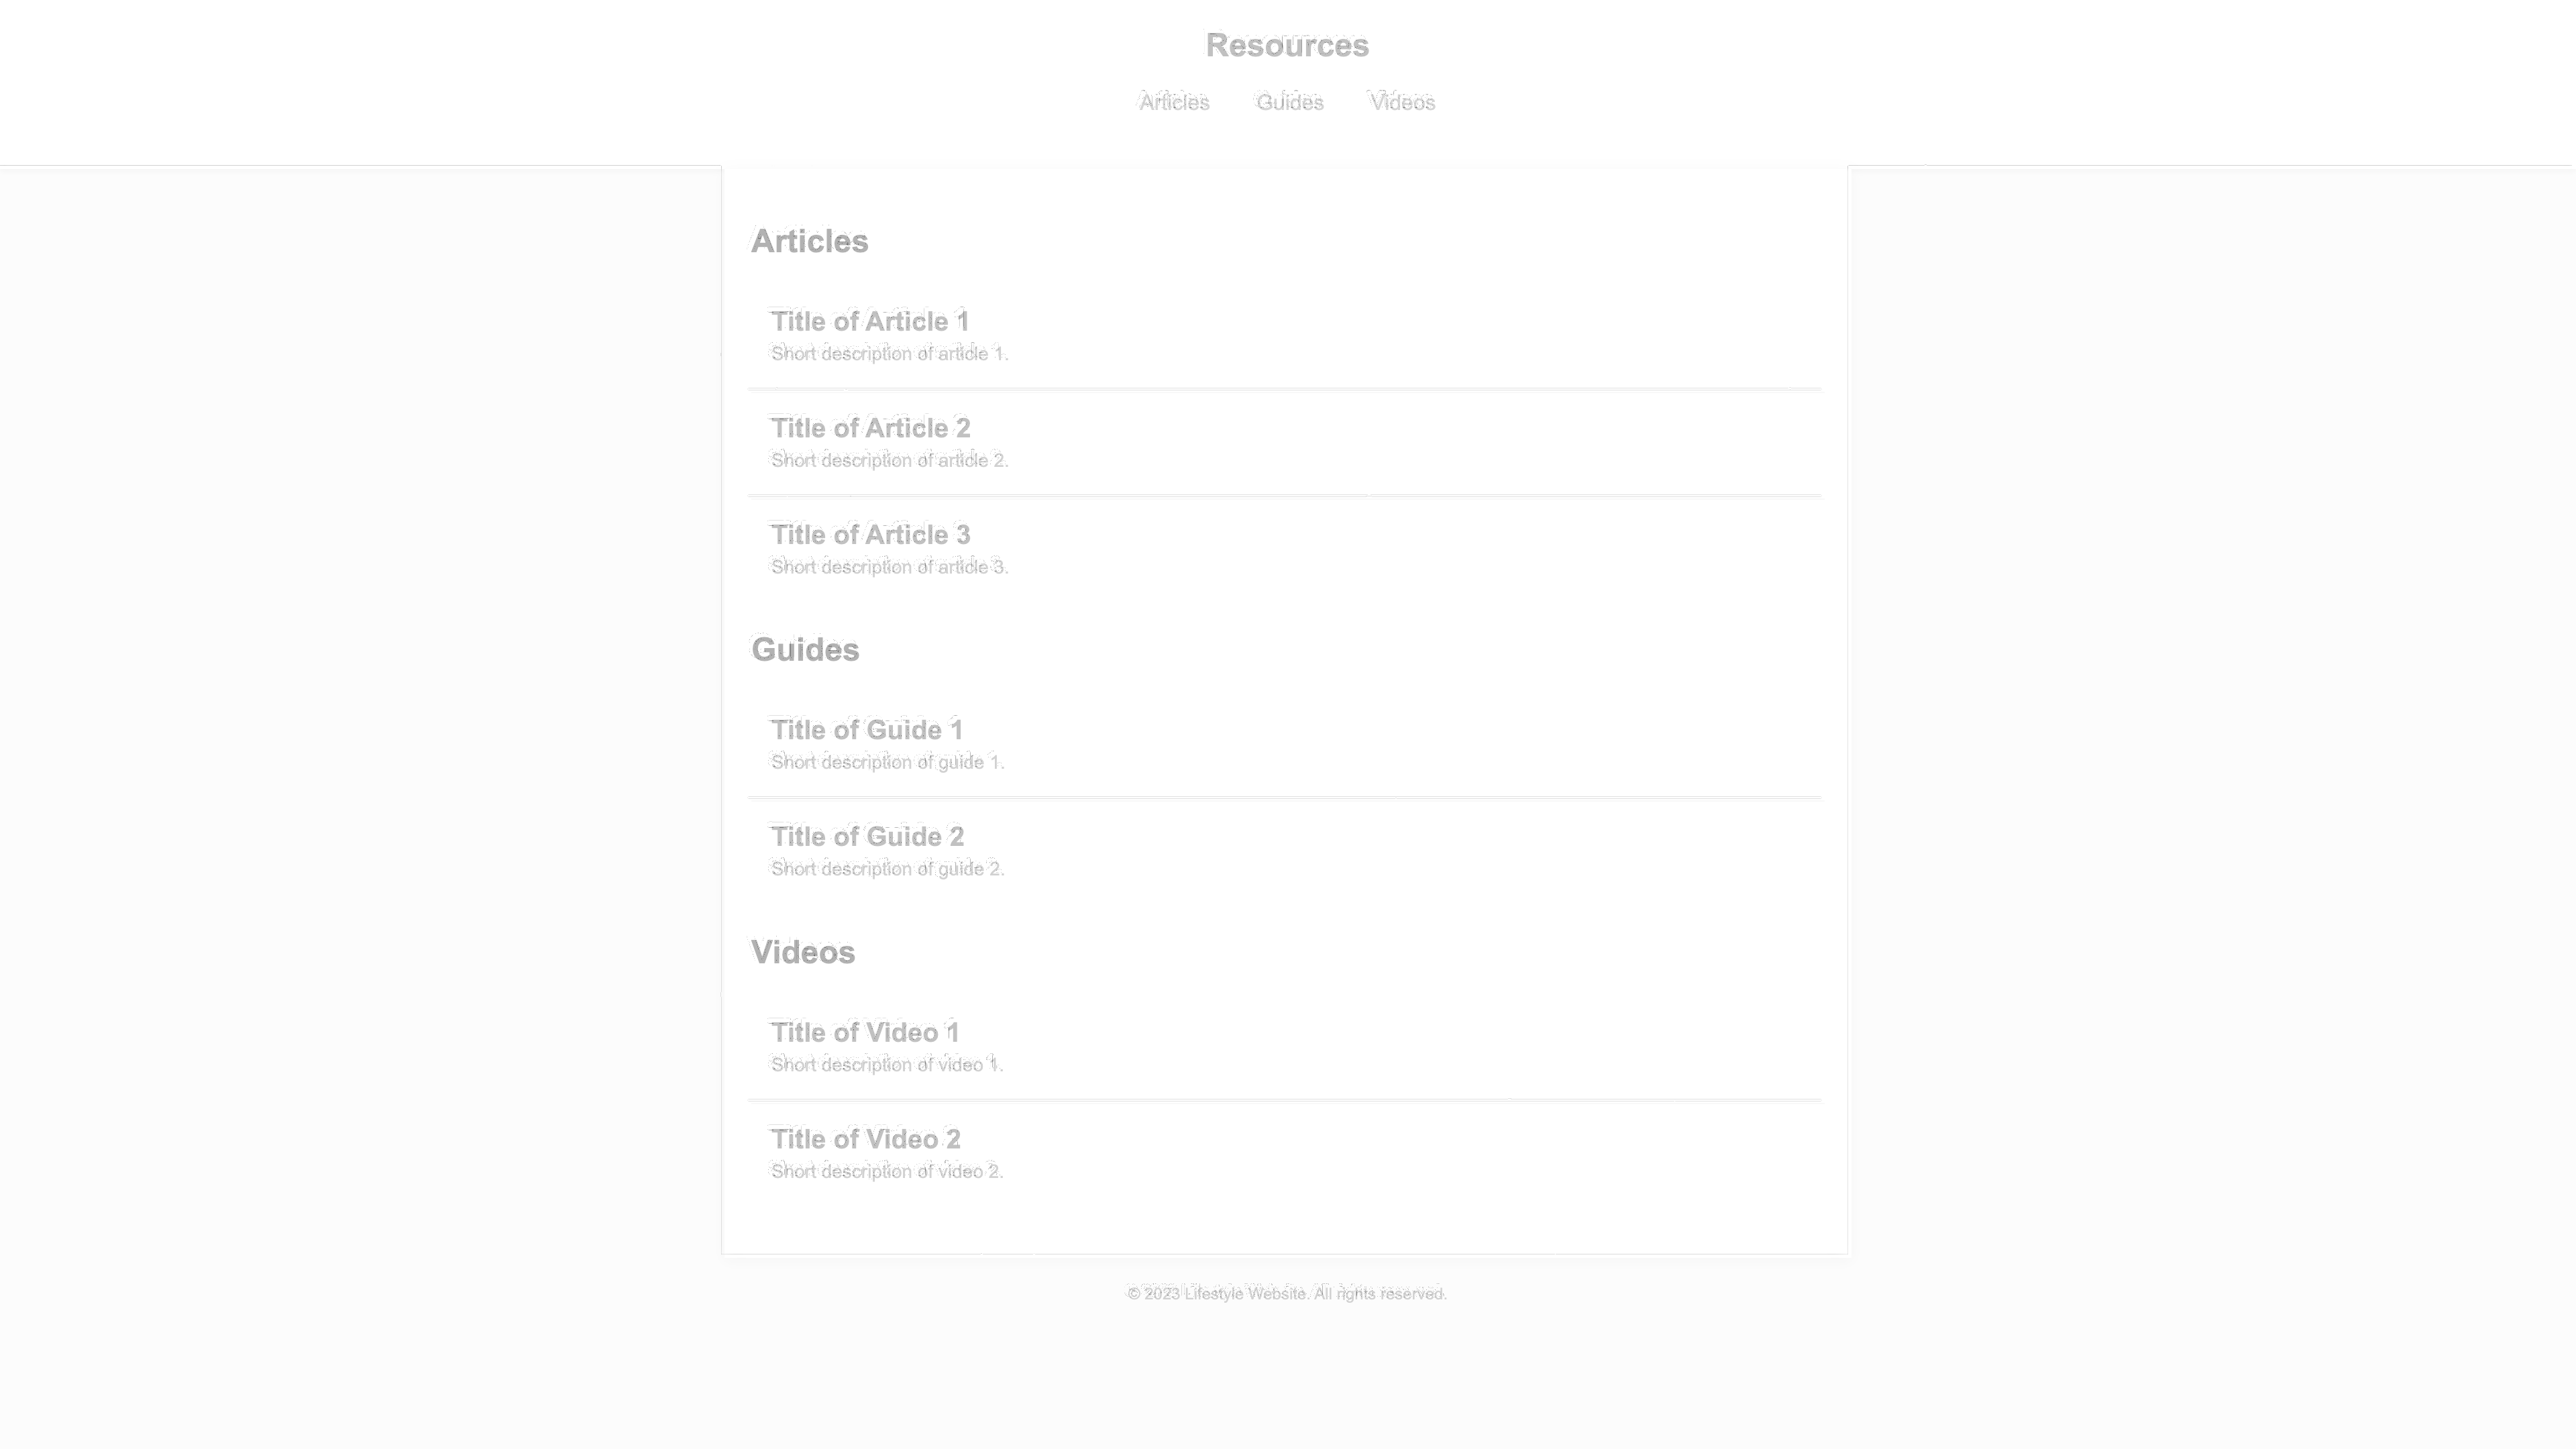 Resources
Articles Guides Videos
Articles
Title of Article 1
Short description of article 1.
Title of Article 2
Short description of article 2.
Title of Article 3
Short description of article 3.
Guides
Title of Guide 1
Short description of guide 1.
Title of Guide 2
Short description of guide 2.
Videos
Title of Video 1
Short description of video 1.
Title of Video 2
Short description of video 2.
© 2023 Lifestyle Website. All rights reserved.